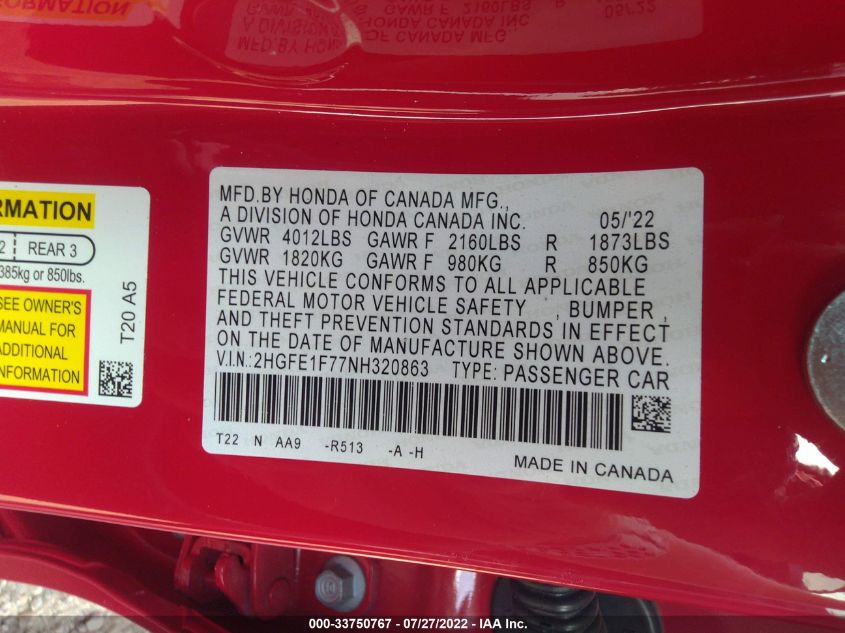 MFD.BY HONDA OF CANADA MFG.,
A DIVISION OF HONDA CANADA INC. 05/'22
GVWR 4012LBS GAWR F 2160LBS R 1873LBS
GVWR 1820KG GAWR F 980KG R 850KG
THIS VEHICLE CONFORMS TO ALL APPLICABLE
FEDERAL MOTOR VEHICLE SAFETY , BUMPER ,
AND THEFT PREVENTION STANDARDS IN EFFECT
ON THE DATE OF MANUFACTURE SHOWN ABOVE.
V.I.N.:2HGFE1F77NH320863 TYPE: PASSENGER CAR
T22 N AA9 -R513 -A -H
MADE IN CANADA
RMATION
2 REAR 3
385kg or 850lbs.
SEE OWNER'S
MANUAL FOR
ADDITIONAL
INFORMATION
T20 A5
000-33750767 - 07/27/2022 - IAA Inc.